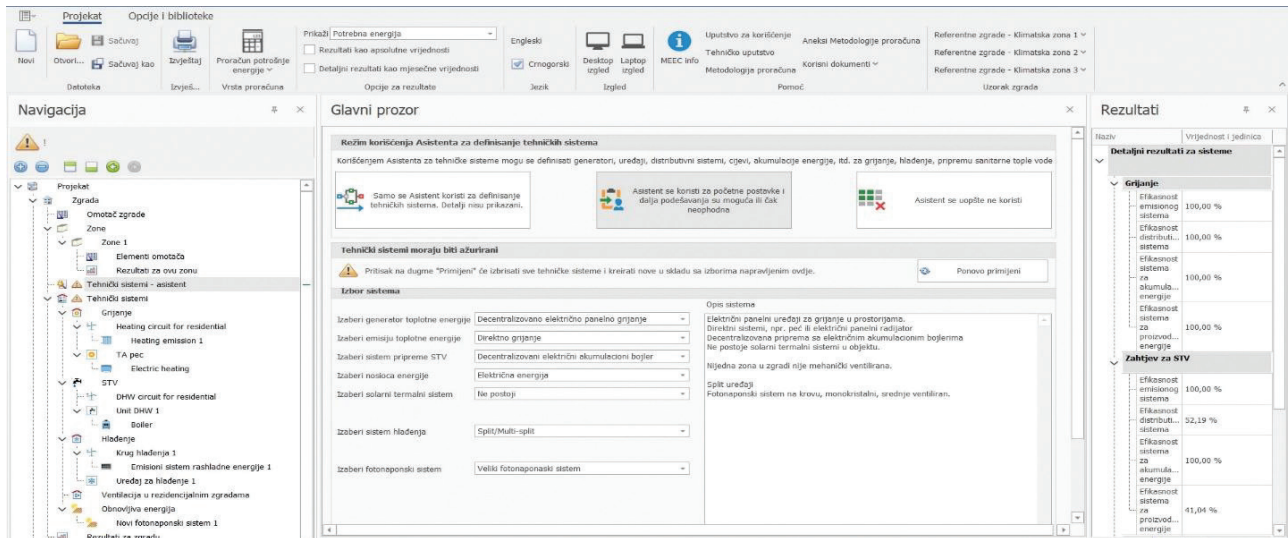 Projekat Opcije i biblioteke
Novi
Otvori...
Sačuvaj
Sačuvaj kao
Datoteka
Izvještaj
Izvješ...
Proračun potrošnje energije
Vrsta proračuna
Prikaži Potrebna energija
Rezultati kao apsolutne vrijednosti
Detaljni rezultati kao mjesečne vrijednosti
Opcije za rezultate
Engleski
Crnogorski
Jezik
Desktop izgled
Laptop izgled
Izgled
MEEC info
Uputstvo za korišćenje
Tehničko uputstvo
Metodologija proračuna
Aneksi Metodologije proračuna
Korisni dokumenti
Pomoć
Referentne zgrade - Klimatska zona 1
Referentne zgrade - Klimatska zona 2
Referentne zgrade - Klimatska zona 3
Uzorak zgrada
Navigacija
1
Projekat
Zgrada
Omotač zgrade
Zone
Zone 1
Elementi omotača
Rezultati za ovu zonu
Tehnički sistemi - asistent
Tehnički sistemi
Grijanje
Heating circuit for residential
Heating emission 1
TA pec
Electric heating
STV
DHW circuit for residential
Unit DHW 1
Boiler
Hlađenje
Krug hlađenja 1
Emisioni sistem rashladne energije 1
Uređaj za hlađenje 1
Ventilacija u rezidencijalnim zgradama
Obnovljiva energija
Novi fotonaponski sistem 1
Rezultati za zgradu
Glavni prozor
Režim korišćenja Asistenta za definisanje tehničkih sistema
Korišćenjem Asistenta za tehničke sisteme mogu se definisati generatori, uređaji, distributivni sistemi, cijevi, akumulacije energije, itd. za grijanje, hlađenje, pripremu sanitarne tople vode
Samo se Asistent koristi za definisanje
tehničkih sistema. Detalji nisu prikazani.
Asistent se koristi za početne postavke i
dalja podešavanja su moguća ili čak
neophodna
Asistent se uopšte ne koristi
Tehnički sistemi moraju biti ažurirani
Pritisak na dugme "Primijeni" će izbrisati sve tehničke sisteme i kreirati nove u skladu sa izborima napravljenim ovdje.
Ponovo primijeni
Izbor sistema
Izaberi generator toplotne energije Decentralizovano električno panelno grijanje
Izaberi emisiju toplotne energije Direktno grijanje
Izaberi sistem pripreme STV Decentralizovani električni akumulacioni bojler
Izaberi nosioca energije Električna energija
Izaberi solarni termalni sistem Ne postoji
Izaberi sistem hlađenja Split/Multi-split
Izaberi fotonaponski sistem Veliki fotonaponaski sistem
Opis sistema
Električni panelni uređaji za grijanje u prostorijama.
Direktni sistemi, npr. peć ili električni panelni radijator
Decentralizovana priprema sa električnim akumulacionim bojlerima
Ne postoje solarni termalni sistemi u objektu.
Nijedna zona u zgradi nije mehanički ventilirana.
Split uređaji
Fotonaponski sistem na krovu, monokristalni, srednje ventiliran.
Rezultati
Naziv Vrijednost i jedinica
Detaljni rezultati za sisteme
Grijanje
Efikasnost
emisionog 100,00 %
sistema
Efikasnost
distributi... 100,00 %
sistema
Efikasnost
sistema
za 100,00 %
akumula...
energije
Efikasnost
sistema
za 100,00 %
proizvod...
energije
Zahtjev za STV
Efikasnost
emisionog 100,00 %
sistema
Efikasnost
distributi... 52,19 %
sistema
Efikasnost
sistema
za 100,00 %
akumula...
energije
Efikasnost
sistema
za 41,04 %
proizvod...
energije